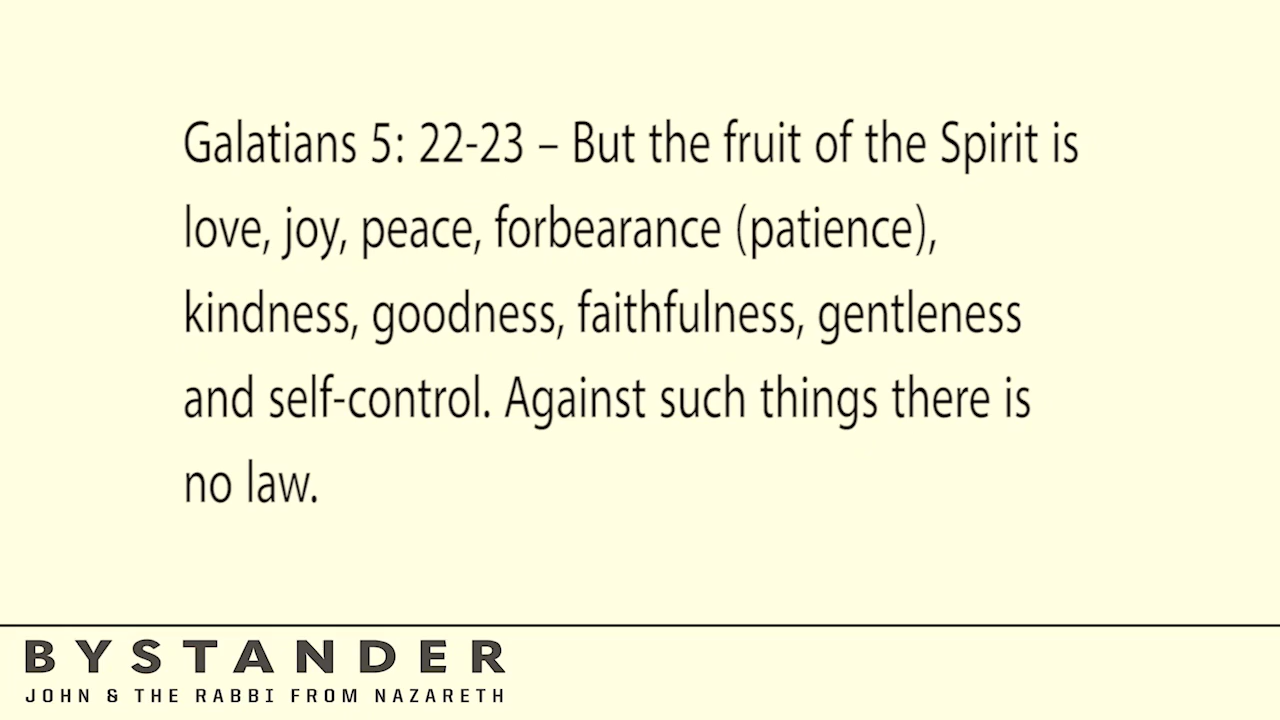 Galatians 5: 22-23 – But the fruit of the Spirit is
love, joy, peace, forbearance (patience),
kindness, goodness, faithfulness, gentleness
and self-control. Against such things there is
no law.
BYSTANDER
JOHN & THE RABBI FROM NAZARETH